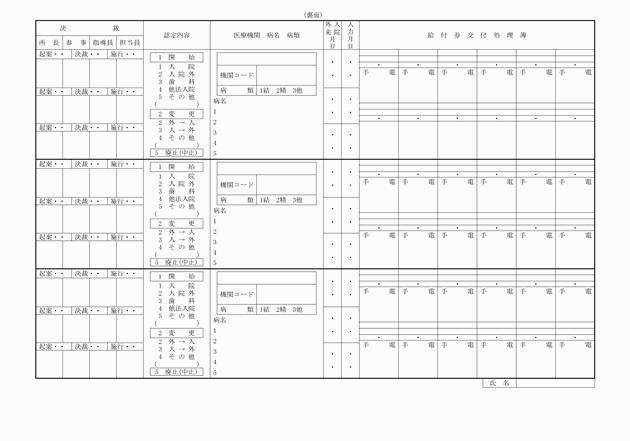 （裏面）
決　裁
所　長　参　事　指導員　担当員
認定内容
医療機関　病名　病類
外来月日　入院月日
入力月日
給付券交付処理簿
起案・・　決裁・・　施行・・
起案・・　決裁・・　施行・・
起案・・　決裁・・　施行・・
1　開　始
1　入　院
2　入院外
3　歯　科
4　他法入院
5　その他
（　　　）
2　変　更
2　外→入
3　人→外
4　その他
（　　　）
5　廃止(中止)
機関コード
病　類　1結　2精　3他
病名
1
2
3
4
5
手　電　手　電　手　電　手　電　手　電　手　電
手　電　手　電　手　電　手　電　手　電　手　電
起案・・　決裁・・　施行・・
起案・・　決裁・・　施行・・
起案・・　決裁・・　施行・・
1　開　始
1　入　院
2　入院外
3　歯　科
4　他法入院
5　その他
（　　　）
2　変　更
2　外→入
3　人→外
4　その他
（　　　）
5　廃止(中止)
機関コード
病　類　1結　2精　3他
病名
1
2
3
4
5
手　電　手　電　手　電　手　電　手　電　手　電
手　電　手　電　手　電　手　電　手　電　手　電
起案・・　決裁・・　施行・・
起案・・　決裁・・　施行・・
起案・・　決裁・・　施行・・
1　開　始
1　入　院
2　入院外
3　歯　科
4　他法入院
5　その他
（　　　）
2　変　更
2　外→入
3　人→外
4　その他
（　　　）
5　廃止(中止)
機関コード
病　類　1結　2精　3他
病名
1
2
3
4
5
手　電　手　電　手　電　手　電　手　電　手　電
手　電　手　電　手　電　手　電　手　電　手　電
氏　名